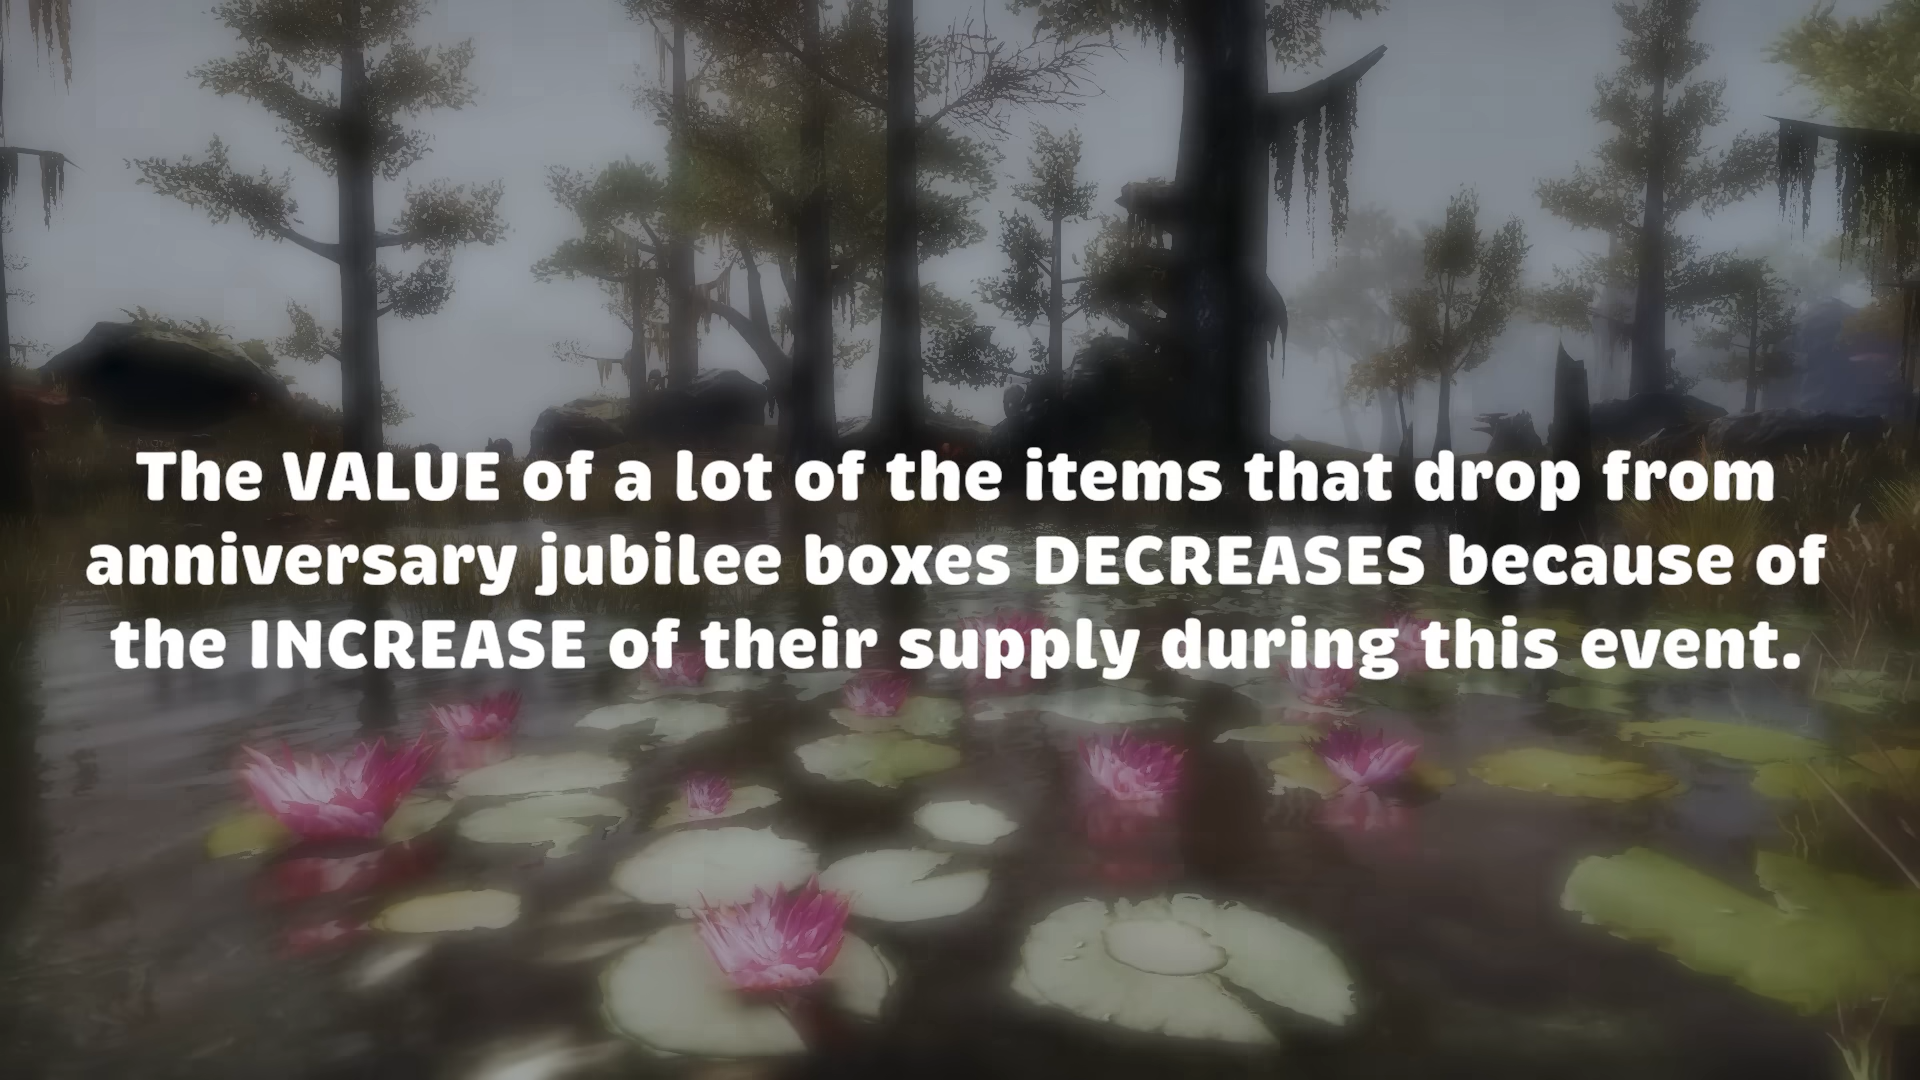 The VALUE of a lot of the items that drop from
anniversary jubilee boxes DECREASES because of
the INCREASE of their supply during this event.